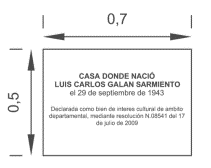 0,7
0,5
CASA DONDE NACIÓ
LUIS CARLOS GALAN SARMIENTO
el 29 de septiembre de 1943
Declarada como bien de interes cultural de ambito
departamental, mediante resolución N.08541 del 17
de julio de 2009